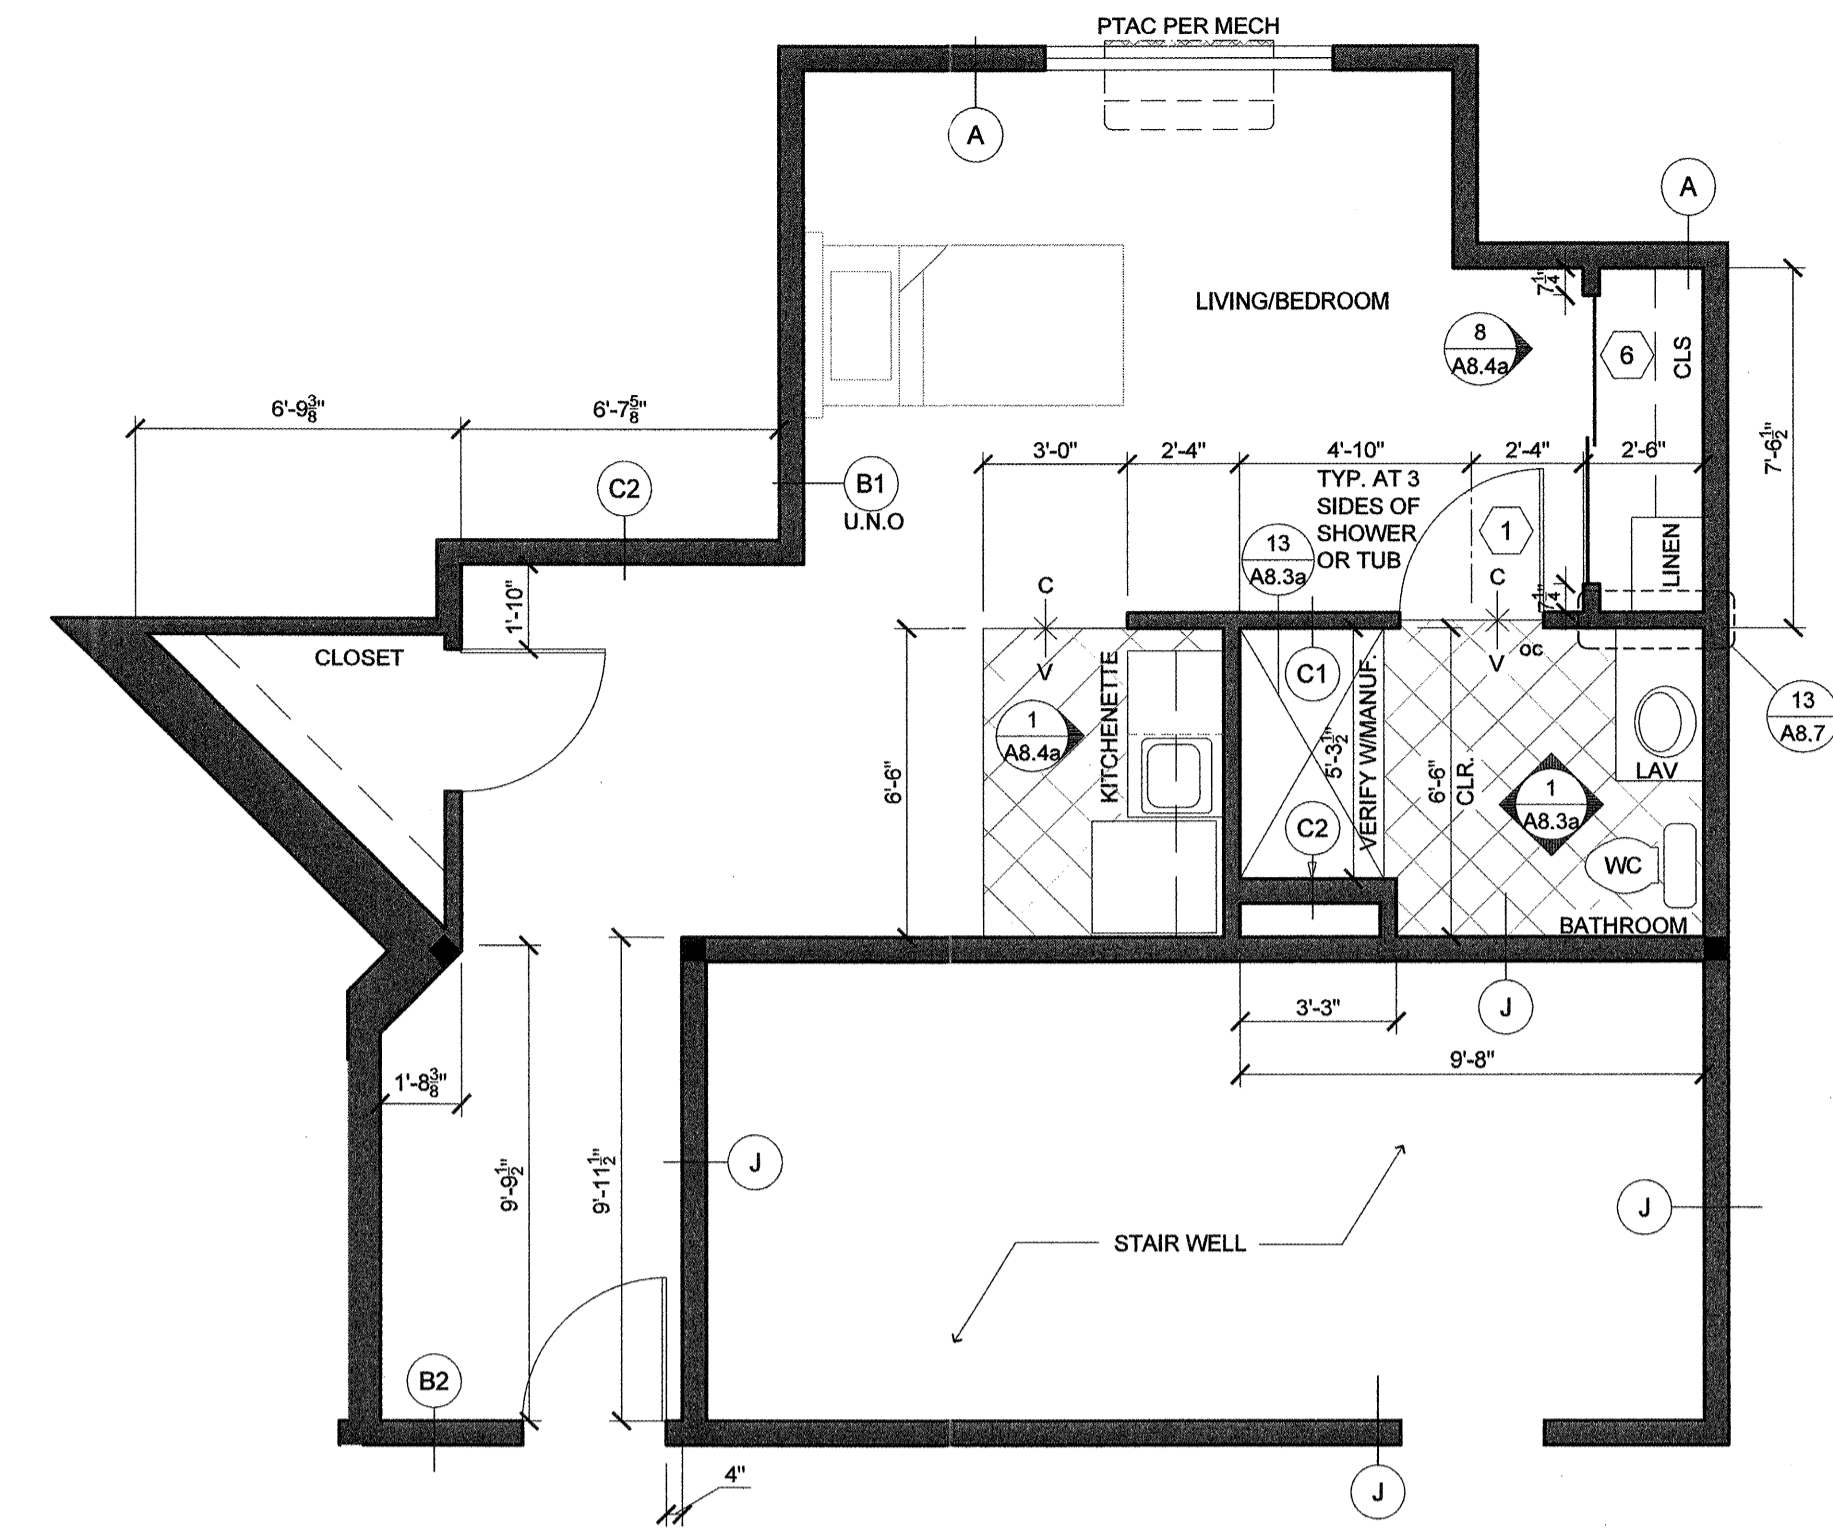 PTAC PER MECH
A
A
LIVING/BEDROOM
7 1/4"
8
A8.4a
6
CLS
6'-9 3/8"
6'-7 5/8"
7'-6 1/2"
3'-0"
2'-4"
4'-10"
2'-4"
2'-6"
C2
B1
U.N.O
TYP. AT 3
SIDES OF
SHOWER
OR TUB
13
A8.3a
1
LINEN
C
C
7 1/4"
1'-10"
CLOSET
V
V
OC
KITCHENETTE
C1
1
A8.4a
5'-3 1/2"
VERIFY W/MANUF.
6'-6"
6'-6"
CLR.
LAV
13
A8.7
1
A8.3a
C2
WC
BATHROOM
3'-3"
J
9'-8"
1'-8 3/8"
9'-9 1/2"
9'-11 1/2"
J
J
STAIR WELL
B2
4"
J